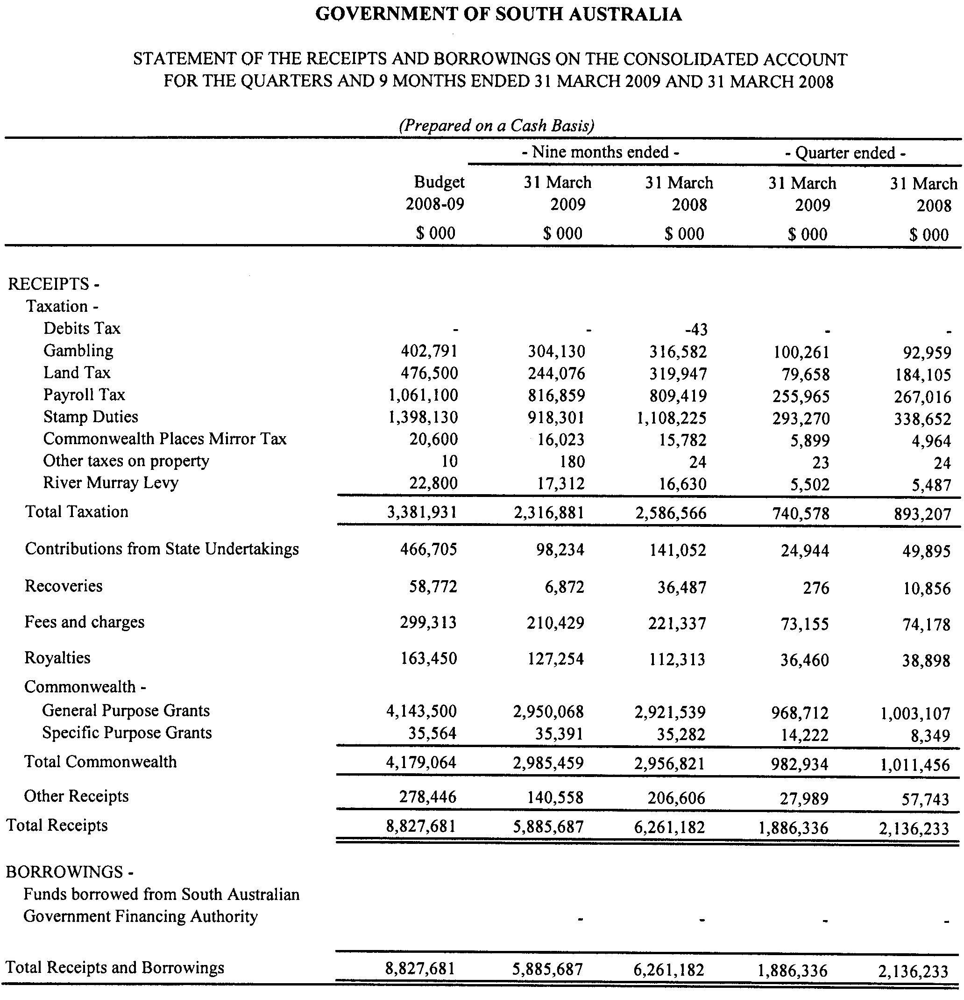 GOVERNMENT OF SOUTH AUSTRALIA
STATEMENT OF THE RECEIPTS AND BORROWINGS ON THE CONSOLIDATED ACCOUNT
FOR THE QUARTERS AND 9 MONTHS ENDED 31 MARCH 2009 AND 31 MARCH 2008
(Prepared on a Cash Basis)
- Nine months ended - - Quarter ended -
Budget 31 March 31 March 31 March 31 March
2008-09 2009 2008 2009 2008
$ 000 $ 000 $ 000 $ 000 $ 000
RECEIPTS -
Taxation -
Debits Tax - - -43 - -
Gambling 402,791 304,130 316,582 100,261 92,959
Land Tax 476,500 244,076 319,947 79,658 184,105
Payroll Tax 1,061,100 816,859 809,419 255,965 267,016
Stamp Duties 1,398,130 918,301 1,108,225 293,270 338,652
Commonwealth Places Mirror Tax 20,600 16,023 15,782 5,899 4,964
Other taxes on property 10 180 24 23 24
River Murray Levy 22,800 17,312 16,630 5,502 5,487
Total Taxation 3,381,931 2,316,881 2,586,566 740,578 893,207
Contributions from State Undertakings 466,705 98,234 141,052 24,944 49,895
Recoveries 58,772 6,872 36,487 276 10,856
Fees and charges 299,313 210,429 221,337 73,155 74,178
Royalties 163,450 127,254 112,313 36,460 38,898
Commonwealth -
General Purpose Grants 4,143,500 2,950,068 2,921,539 968,712 1,003,107
Specific Purpose Grants 35,564 35,391 35,282 14,222 8,349
Total Commonwealth 4,179,064 2,985,459 2,956,821 982,934 1,011,456
Other Receipts 278,446 140,558 206,606 27,989 57,743
Total Receipts 8,827,681 5,885,687 6,261,182 1,886,336 2,136,233
BORROWINGS -
Funds borrowed from South Australian
Government Financing Authority - - - -
Total Receipts and Borrowings 8,827,681 5,885,687 6,261,182 1,886,336 2,136,233